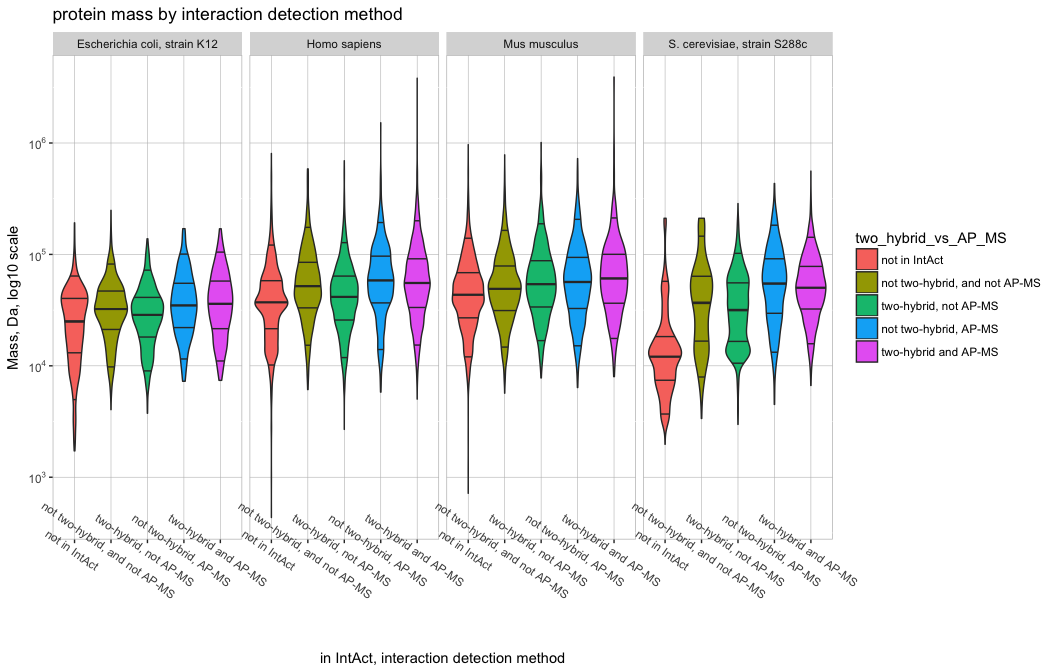 protein mass by interaction detection method
Escherichia coli, strain K12
Homo sapiens
Mus musculus
S. cerevisiae, strain S288c
Mass, Da, log10 scale
10⁶
10⁵
10⁴
10³
not in IntAct
not two-hybrid, and not AP-MS
two-hybrid, not AP-MS
not two-hybrid, AP-MS
two-hybrid and AP-MS
not in IntAct
not two-hybrid, and not AP-MS
two-hybrid, not AP-MS
not two-hybrid, AP-MS
two-hybrid and AP-MS
not in IntAct
not two-hybrid, and not AP-MS
two-hybrid, not AP-MS
not two-hybrid, AP-MS
two-hybrid and AP-MS
not in IntAct
not two-hybrid, and not AP-MS
two-hybrid, not AP-MS
not two-hybrid, AP-MS
two-hybrid and AP-MS
in IntAct, interaction detection method
two_hybrid_vs_AP_MS
not in IntAct
not two-hybrid, and not AP-MS
two-hybrid, not AP-MS
not two-hybrid, AP-MS
two-hybrid and AP-MS